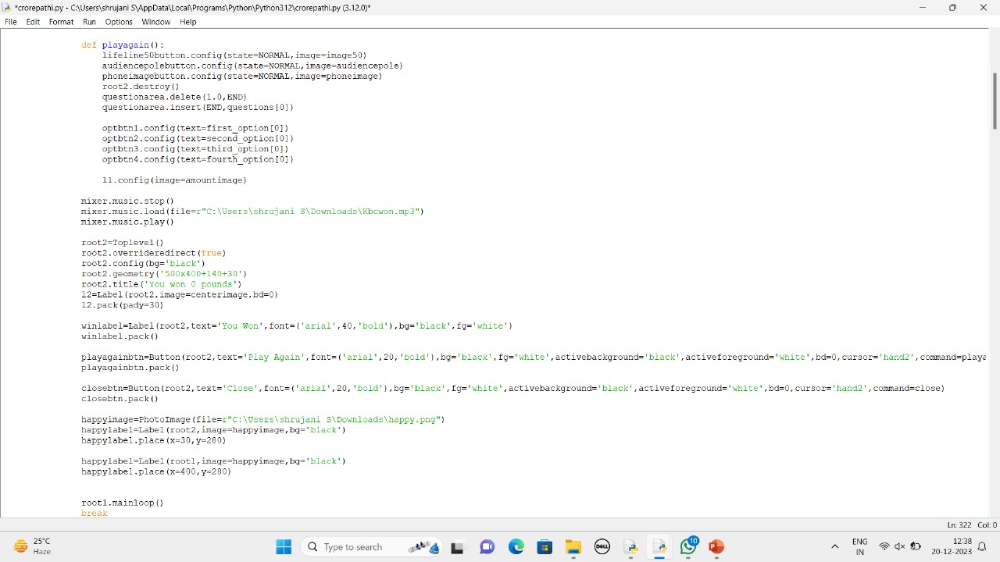 *crorepathi.py - C:\Users\shrujani S\AppData\Local\Programs\Python\Python312\crorepathi.py (3.12.0)*
File Edit Format Run Options Window Help
def playagain():
lifeline50button.config(state=NORMAL,image=image50)
audiencepolebutton.config(state=NORMAL,image=audiencepole)
phoneimagebutton.config(state=NORMAL,image=phoneimage)
root2.destroy()
questionarea.delete(1.0,END)
questionarea.insert(END,questions[0])
optbtn1.config(text=first_option[0])
optbtn2.config(text=second_option[0])
optbtn3.config(text=third_option[0])
optbtn4.config(text=fourth_option[0])
l1.config(image=amountimage)
mixer.music.stop()
mixer.music.load(file=r"C:\Users\shrujani S\Downloads\Kbcwon.mp3")
mixer.music.play()
root2=Toplevel()
root2.overrideredirect(True)
root2.config(bg='black')
root2.geometry('500x400+140+30')
root2.title('You won 0 pounds')
l2=Label(root2,image=centerimage,bd=0)
l2.pack(pady=30)
winlabel=Label(root2,text='You Won',font=('arial',40,'bold'),bg='black',fg='white')
winlabel.pack()
playagainbtn=Button(root2,text='Play Again',font=('arial',20,'bold'),bg='black',fg='white',activebackground='black',activeforeground='white',bd=0,cursor='hand2',command=playa
playagainbtn.pack()
closebtn=Button(root2,text='Close',font=('arial',20,'bold'),bg='black',fg='white',activebackground='black',activeforeground='white',bd=0,cursor='hand2',command=close)
closebtn.pack()
happyimage=PhotoImage(file=r"C:\Users\shrujani S\Downloads\happy.png")
happylabel=Label(root2,image=happyimage,bg='black')
happylabel.place(x=30,y=280)
happylabel=Label(root1,image=happyimage,bg='black')
happylabel.place(x=400,y=280)
root1.mainloop()
break
Ln: 322 Col: 0
25°C
Haze
Type to search
DELL
10
ENG
IN
12:38
20-12-2023